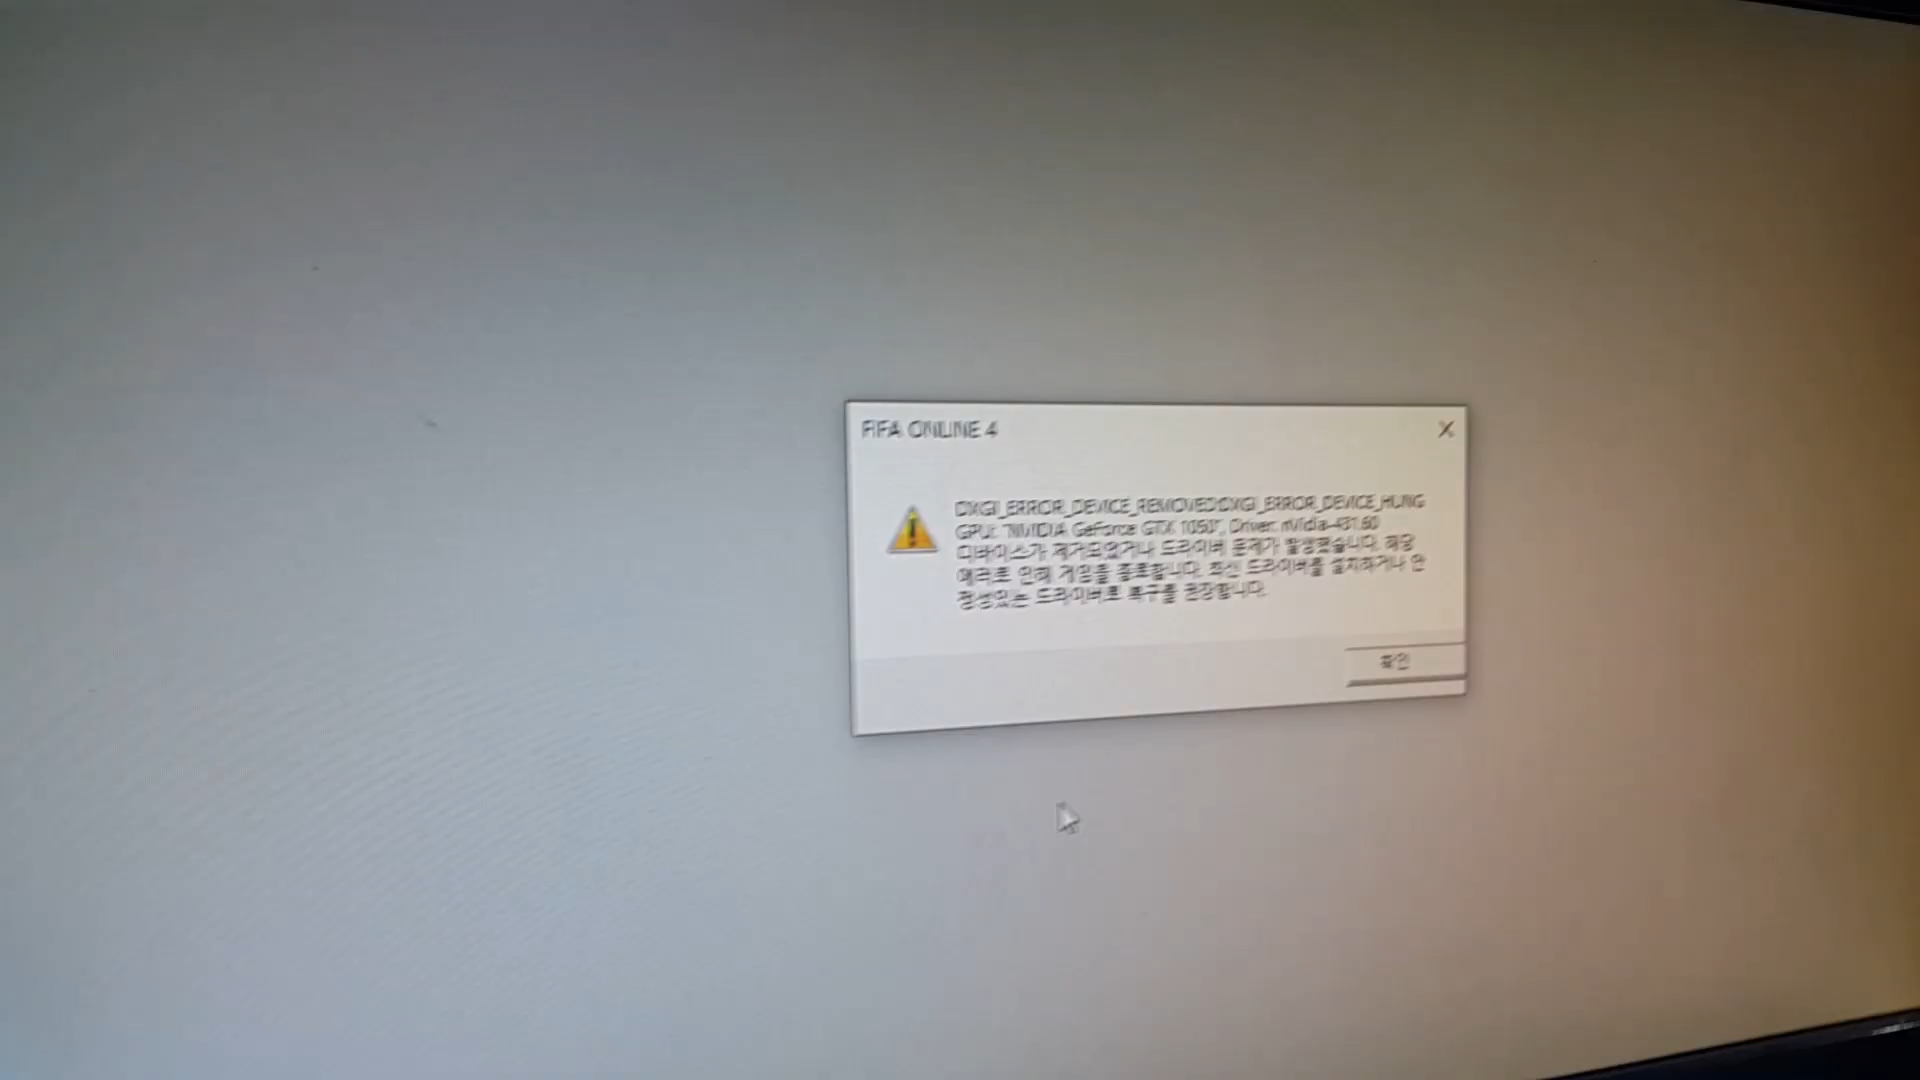 FIFA ONLINE 4
DXGI_ERROR_DEVICE_REMOVED:DXGI_ERROR_DEVICE_HUNG
GPU: "NVIDIA GeForce GTX 1050", Driver: nvidia-431.60
디바이스가 제거되었거나 드라이버 문제가 발생했습니다. 해당
에러로 인해 게임을 종료합니다. 최신 드라이버를 설치하거나 안
정성있는 드라이버로 복구를 권장합니다.
확인